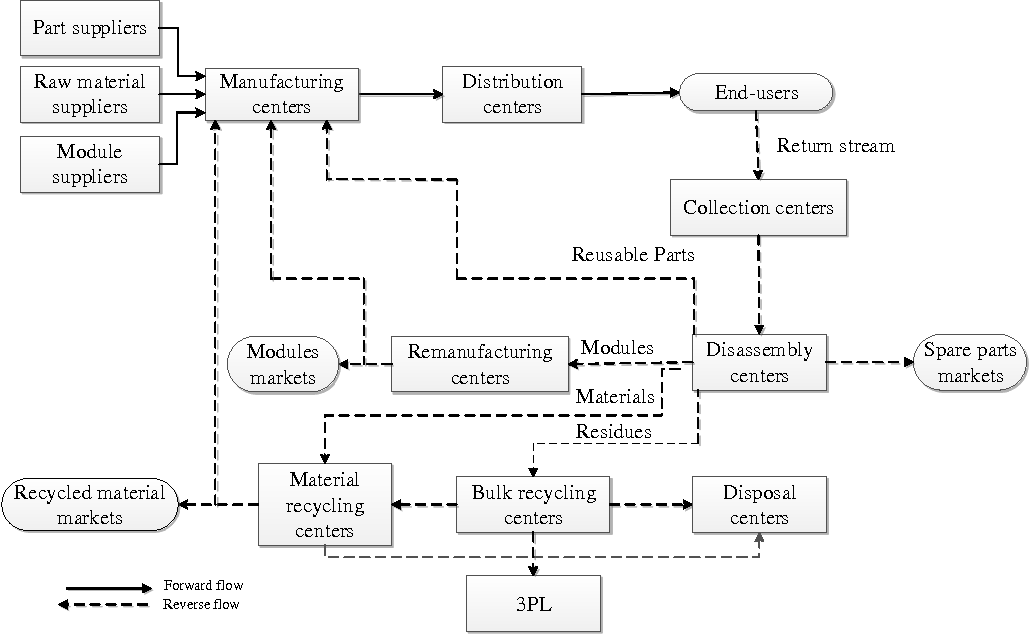 Part suppliers
Raw material
suppliers
Manufacturing
centers
Distribution
centers
End-users
Module
suppliers
Return stream
Collection centers
Reusable Parts
Modules
markets
Remanufacturing
centers
Modules
Disassembly
centers
Spare parts
markets
Materials
Residues
Recycled material
markets
Material
recycling
centers
Bulk recycling
centers
Disposal
centers
3PL
Forward flow
Reverse flow